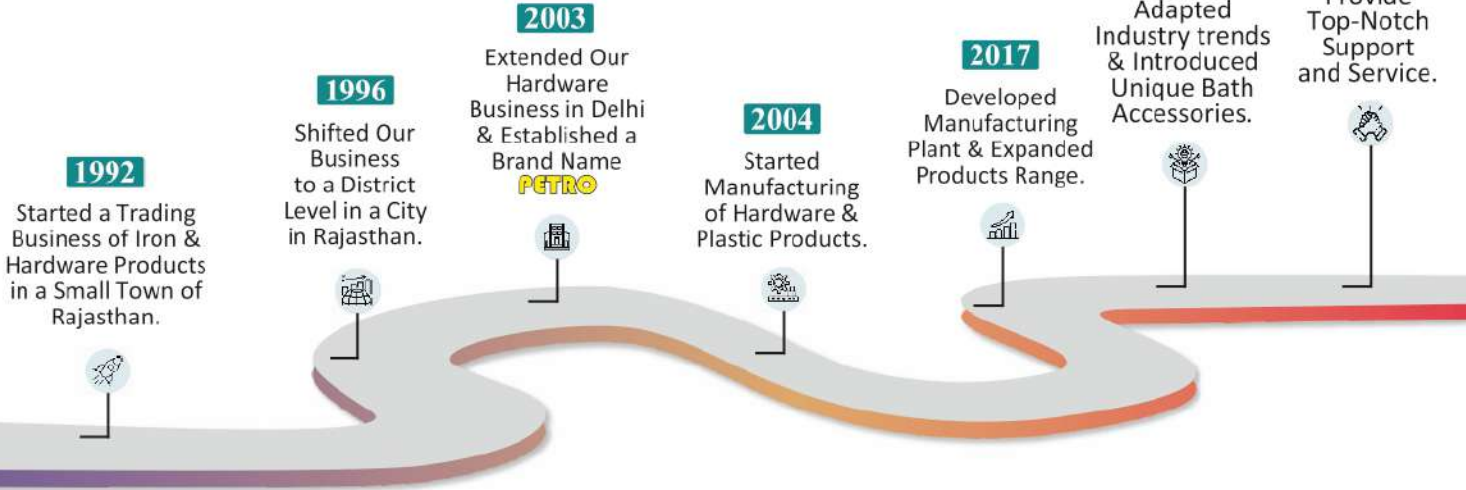 1992
Started a Trading
Business of Iron &
Hardware Products
in a Small Town of
Rajasthan.
1996
Shifted Our
Business
to a District
Level in a City
in Rajasthan.
2003
Extended Our
Hardware
Business in Delhi
& Established a
Brand Name
PETRO
2004
Started
Manufacturing
of Hardware &
Plastic Products.
2017
Developed
Manufacturing
Plant & Expanded
Products Range.
Adapted
Industry trends
& Introduced
Unique Bath
Accessories.
Provide
Top-Notch
Support
and Service.